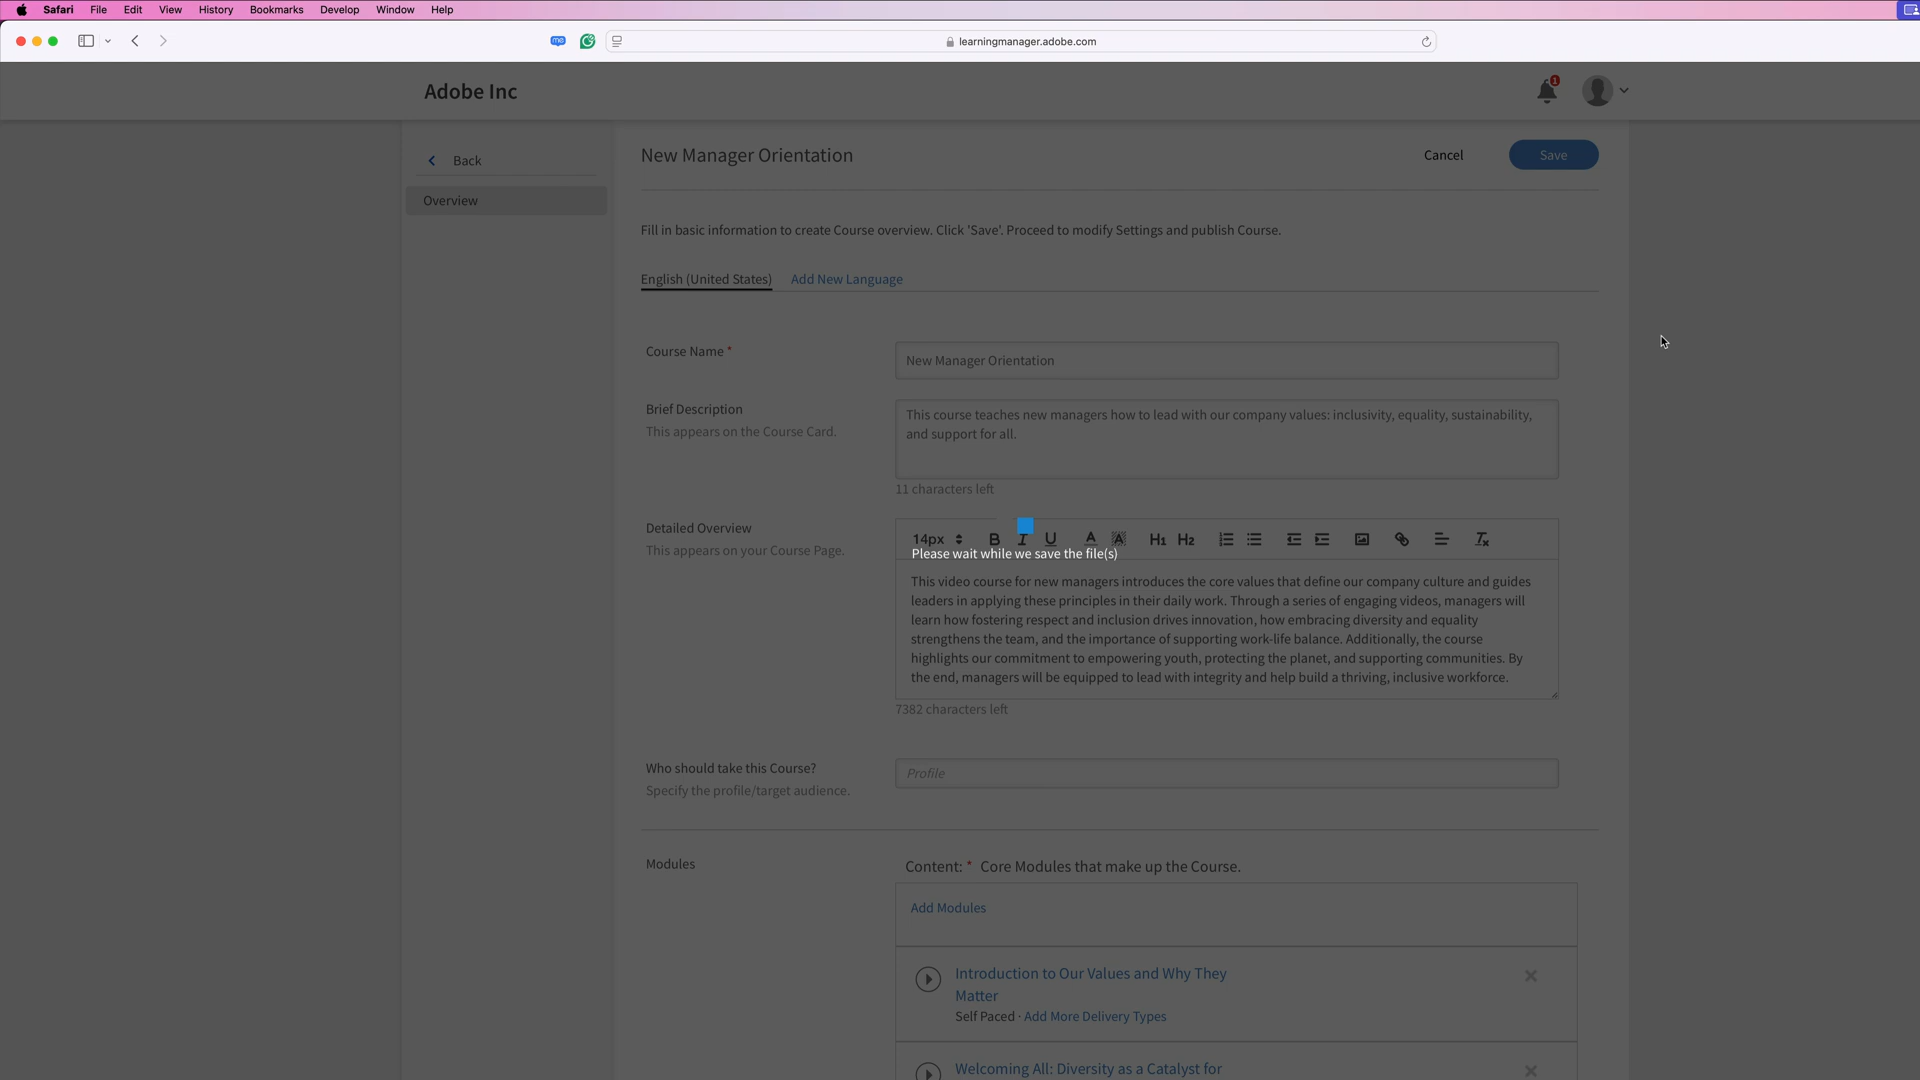 Safari File Edit View History Bookmarks Develop Window Help
me learningmanager.adobe.com
Adobe Inc
1
Back
Overview
New Manager Orientation
Cancel
Save
Fill in basic information to create Course overview. Click 'Save'. Proceed to modify Settings and publish Course.
English (United States) Add New Language
Course Name *
New Manager Orientation
Brief Description
This appears on the Course Card.
This course teaches new managers how to lead with our company values: inclusivity, equality, sustainability,
and support for all.
11 characters left
Detailed Overview
This appears on your Course Page.
14px B I U A A H1 H2
Please wait while we save the file(s)
This video course for new managers introduces the core values that define our company culture and guides
leaders in applying these principles in their daily work. Through a series of engaging videos, managers will
learn how fostering respect and inclusion drives innovation, how embracing diversity and equality
strengthens the team, and the importance of supporting work-life balance. Additionally, the course
highlights our commitment to empowering youth, protecting the planet, and supporting communities. By
the end, managers will be equipped to lead with integrity and help build a thriving, inclusive workforce.
7382 characters left
Who should take this Course?
Specify the profile/target audience.
Profile
Modules
Content: * Core Modules that make up the Course.
Add Modules
Introduction to Our Values and Why They
Matter
Self Paced · Add More Delivery Types
Welcoming All: Diversity as a Catalyst for